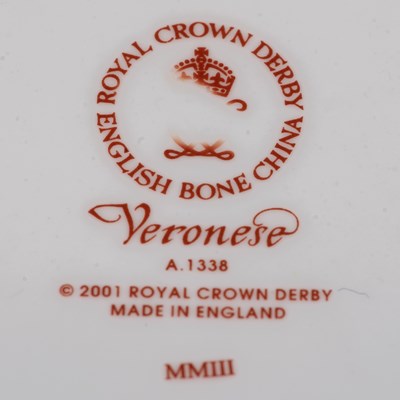 ROYAL CROWN DERBY
ENGLISH BONE CHINA
Veronese
A.1338
© 2001 ROYAL CROWN DERBY
MADE IN ENGLAND
MMIII